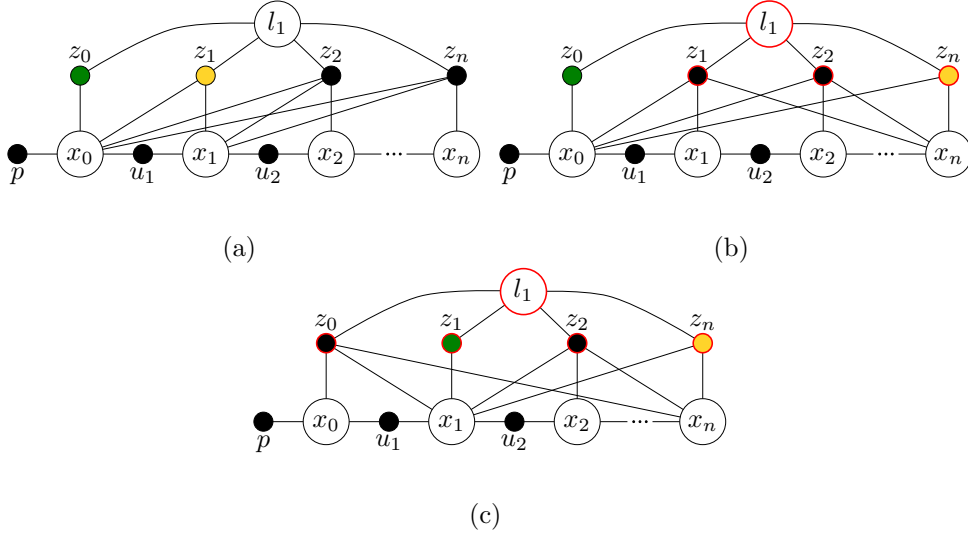 l₁
z₀ z₁ z₂ zₙ
x₀ x₁ x₂ ... xₙ
p u₁ u₂
(a)
l₁
z₀ z₁ z₂ zₙ
x₀ x₁ x₂ ... xₙ
p u₁ u₂
(b)
l₁
z₀ z₁ z₂ zₙ
x₀ x₁ x₂ ... xₙ
p u₁ u₂
(c)